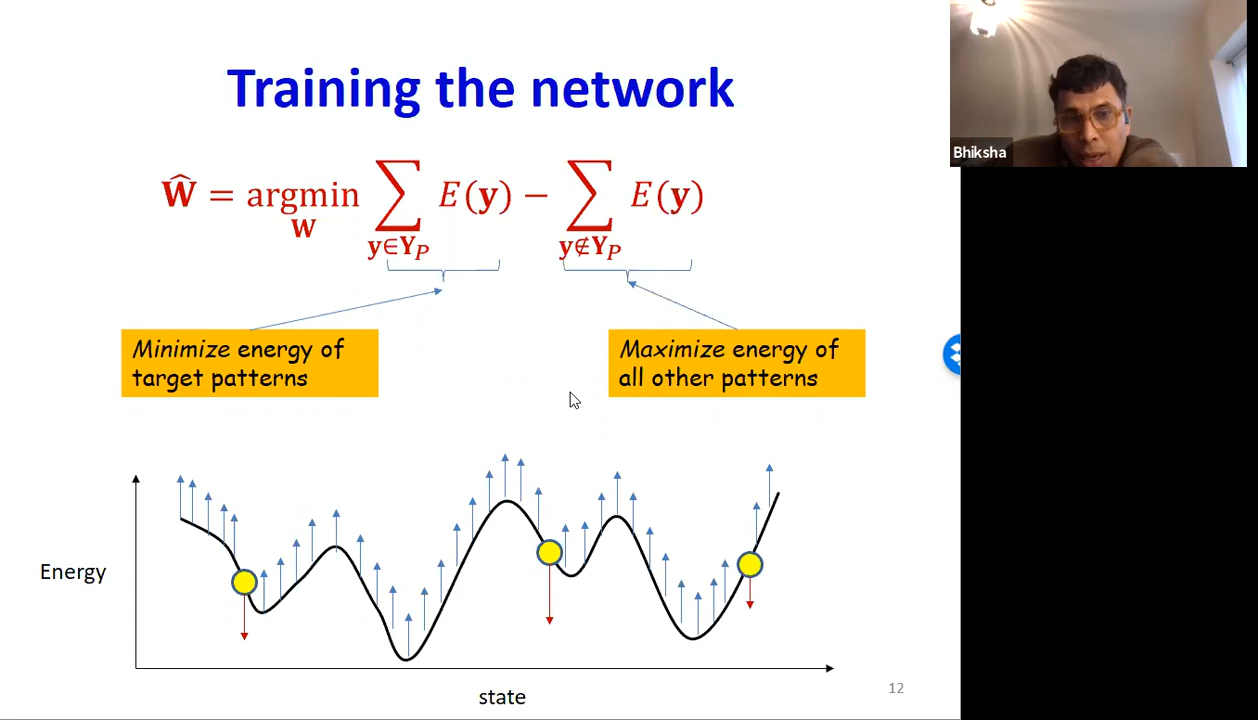 Training the network
Bhiksha
Ŵ = argmin ∑ E(y) − ∑ E(y)
W y∈Y_P y∉Y_P
Minimize energy of
target patterns
Maximize energy of
all other patterns
Energy
state
12